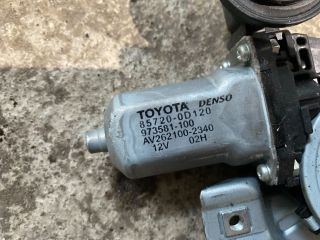 TOYOTA DENSO
85720-0D120
973581-100
AV262100-2340
12V 02H